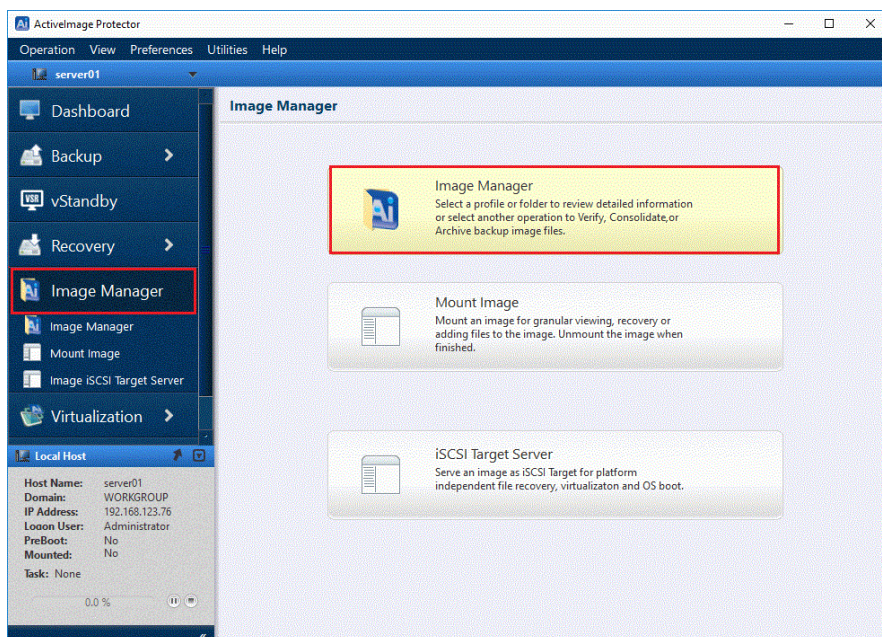 Ai ActiveImage Protector
Operation View Preferences Utilities Help
server01
Dashboard
Backup
VSR vStandby
Recovery
Ai Image Manager
Ai Image Manager
Mount Image
Image iSCSI Target Server
Virtualization
Local Host
Host Name: server01
Domain: WORKGROUP
IP Address: 192.168.123.76
Logon User: Administrator
PreBoot: No
Mounted: No
Task: None
0.0 %
Image Manager
Ai
Image Manager
Select a profile or folder to review detailed information
or select another operation to Verify, Consolidate,or
Archive backup image files.
Mount Image
Mount an image for granular viewing, recovery or
adding files to the image. Unmount the image when
finished.
iSCSI Target Server
Serve an image as iSCSI Target for platform
independent file recovery, virtualizaton and OS boot.